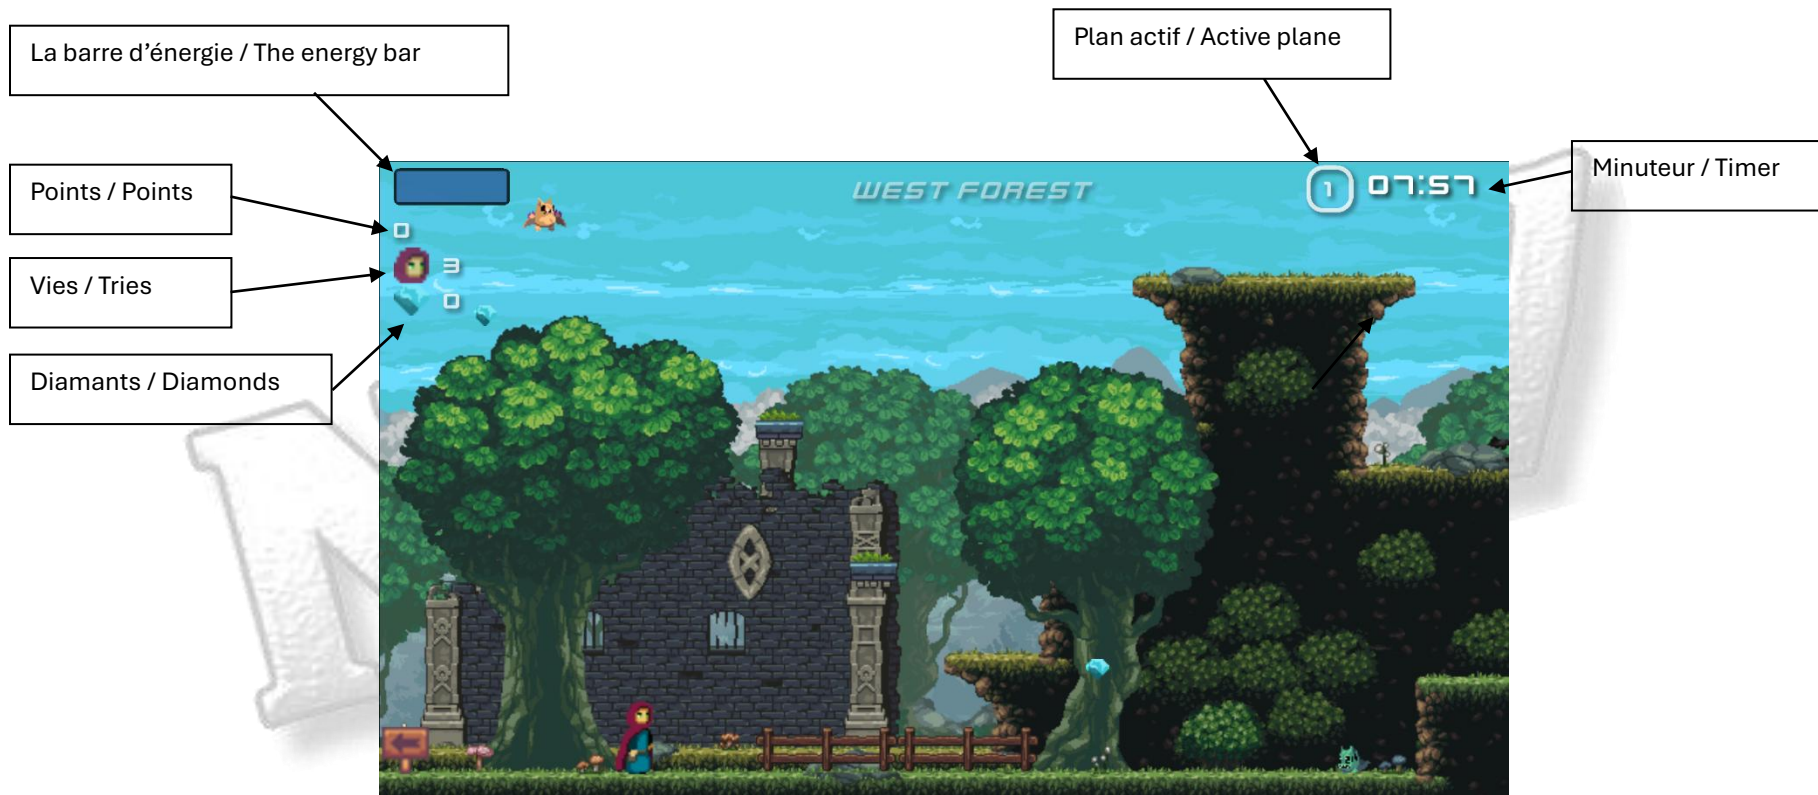 La barre d'énergie / The energy bar
Plan actif / Active plane
Minuteur / Timer
Points / Points
WEST FOREST
1
07:57
0
Vies / Tries
3
0
Diamants / Diamonds